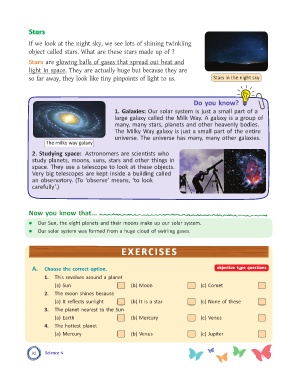 Stars
If we look at the night sky, we see lots of shining twinkling
object called stars. What are these stars made up of ?
Stars are glowing balls of gases that spread out heat and
light in space. They are actually huge but because they are
so far away, they look like tiny pinpoints of light to us.
Stars in the night sky
Do you know?
1. Galaxies: Our solar system is just a small part of a
large galaxy called the Milk Way. A galaxy is a group of
many, many stars, planets and other heavenly bodies.
The Milky Way galaxy is just a small part of the entire
universe. The universe has many, many other galaxies.
The milky way galaxy
2. Studying space: Astronomers are scientists who
study planets, moons, suns, stars and other things in
space. They use a telescope to look at these objects.
Very big telescopes are kept inside a building called
an observatory. (To 'observe' means, 'to look
carefully'.)
Now you know that...
Our Sun, the eight planets and their moons make up our solar system.
Our solar system was formed from a huge cloud of swirling gases.
EXERCISES
A. Choose the correct option.
objective type questions
1. This revolves around a planet
(a) Sun (b) Moon (c) Comet
2. The moon shines because
(a) It reflects sunlight (b) It is a star (c) None of these
3. The planet nearest to the Sun
(a) Earth (b) Mercury (c) Venus
4. The hottest planet
(a) Mercury (b) Venus (c) Jupiter
Science-4